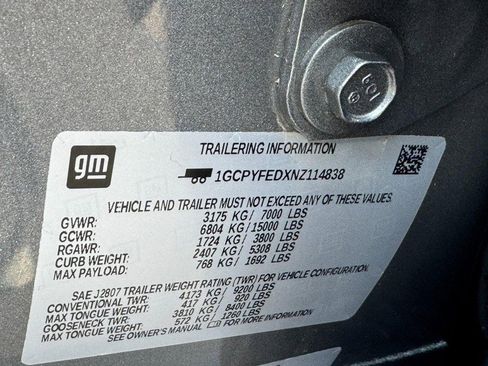 gm
TRAILERING INFORMATION
1GCPYFEDXNZ114838
VEHICLE AND TRAILER MUST NOT EXCEED ANY OF THESE VALUES.
GVWR: 3175 KG / 7000 LBS
GCWR: 6804 KG / 15000 LBS
RGAWR: 1724 KG / 3800 LBS
CURB WEIGHT: 2407 KG / 5308 LBS
MAX PAYLOAD: 768 KG / 1692 LBS
SAE J2807 TRAILER WEIGHT RATING (TWR) FOR VEHICLE CONFIGURATION.
CONVENTIONAL TWR: 4173 KG / 9200 LBS
MAX TONGUE WEIGHT: 417 KG / 920 LBS
GOOSENECK TWR: 3810 KG / 8400 LBS
MAX TONGUE WEIGHT: 572 KG / 1260 LBS
SEE OWNER'S MANUAL FOR MORE INFORMATION